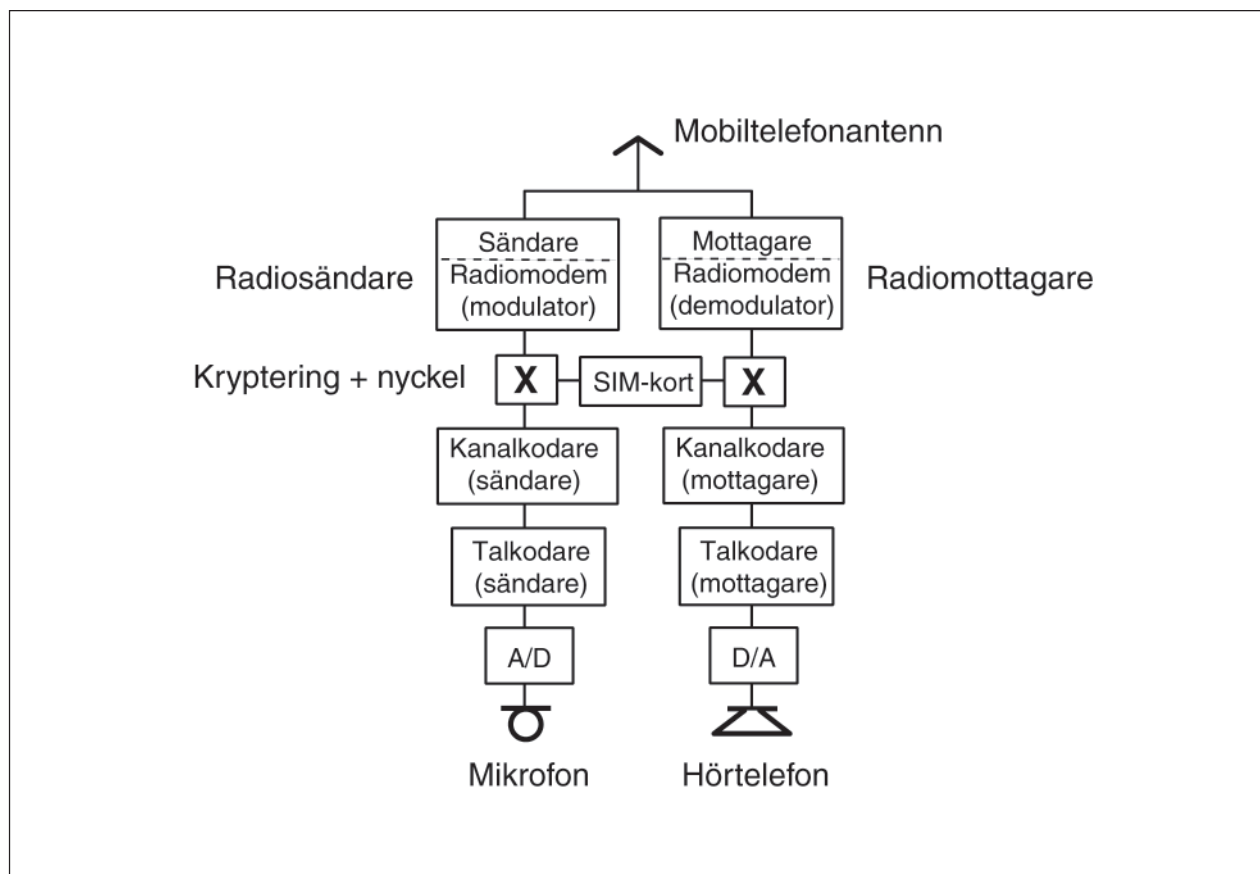 Mobiltelefonantenn
Sändare
Radiomodem
(modulator)
Mottagare
Radiomodem
(demodulator)
Radiosändare
Radiomottagare
Kryptering + nyckel
X
SIM-kort
X
Kanalkodare
(sändare)
Kanalkodare
(mottagare)
Talkodare
(sändare)
Talkodare
(mottagare)
A/D
D/A
Mikrofon
Hörtelefon